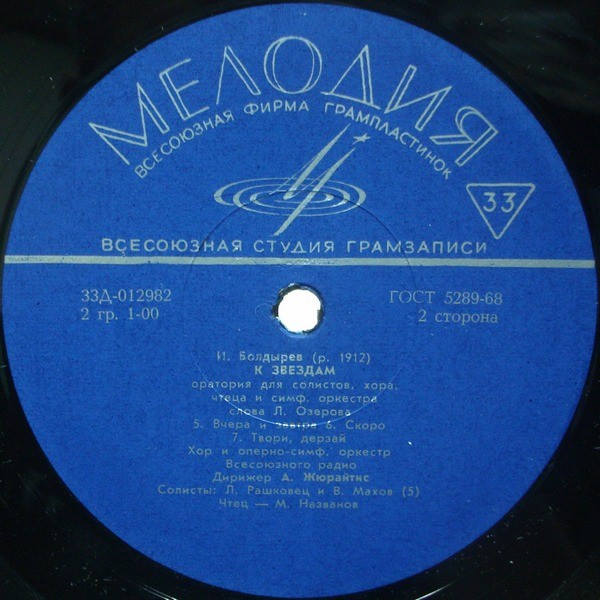 МЕЛОДИЯ
ВСЕСОЮЗНАЯ ФИРМА ГРАМПЛАСТИНОК
33
ВСЕСОЮЗНАЯ СТУДИЯ ГРАМЗАПИСИ
33Д-012982
ГОСТ 5289-68
2 гр. 1-00
2 сторона
И. Болдырев (р. 1912)
К ЗВЕЗДАМ
оратория для солистов, хора,
чтеца и симф. оркестра
слова Л. Озерова
5. Вчера и завтра 6. Скоро
7. Твори, дерзай
Хор и оперно-симф. оркестр
Всесоюзного радио
Дирижер А. Жюрайтис
Солисты: Л. Рашковец и В. Махов (5)
Чтец — М. Названов